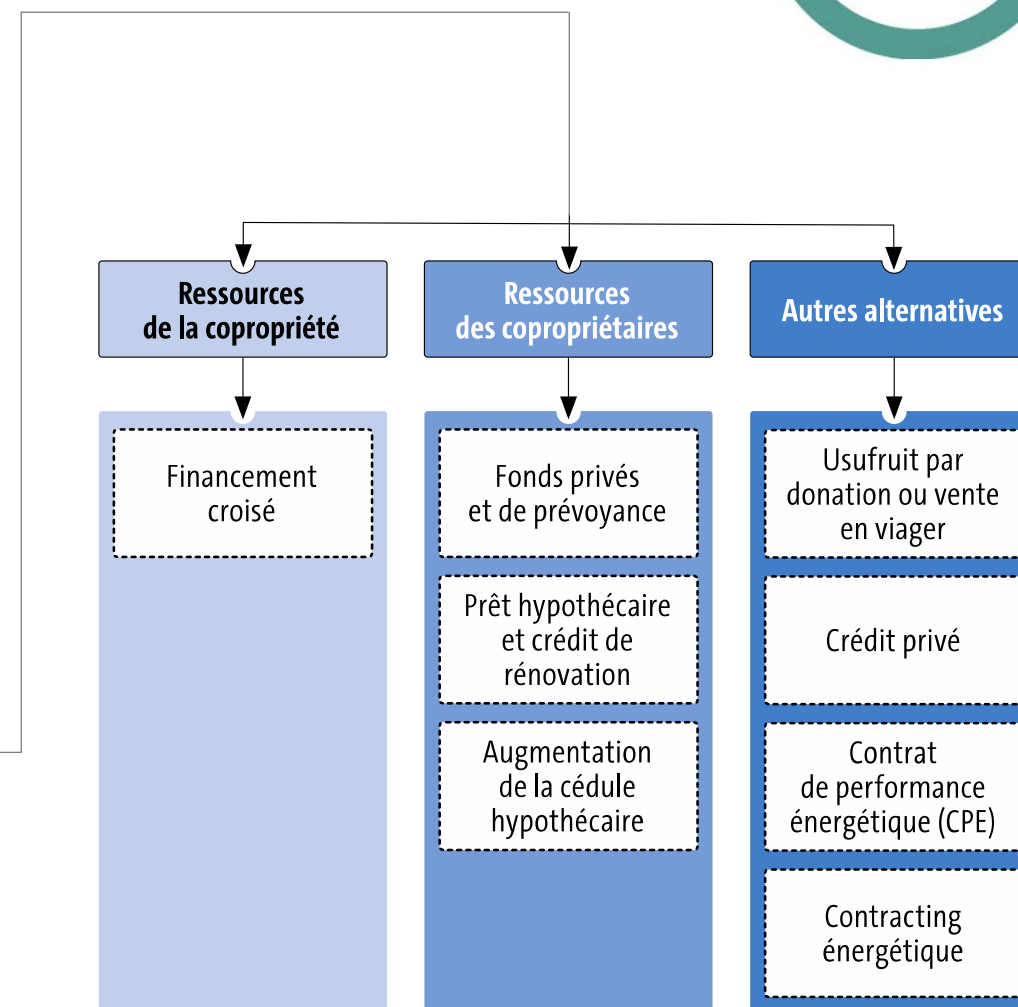 Ressources
de la copropriété
Financement
croisé
Ressources
des copropriétaires
Fonds privés
et de prévoyance
Prêt hypothécaire
et crédit de
rénovation
Augmentation
de la cédule
hypothécaire
Autres alternatives
Usufruit par
donation ou vente
en viager
Crédit privé
Contrat
de performance
énergétique (CPE)
Contracting
énergétique